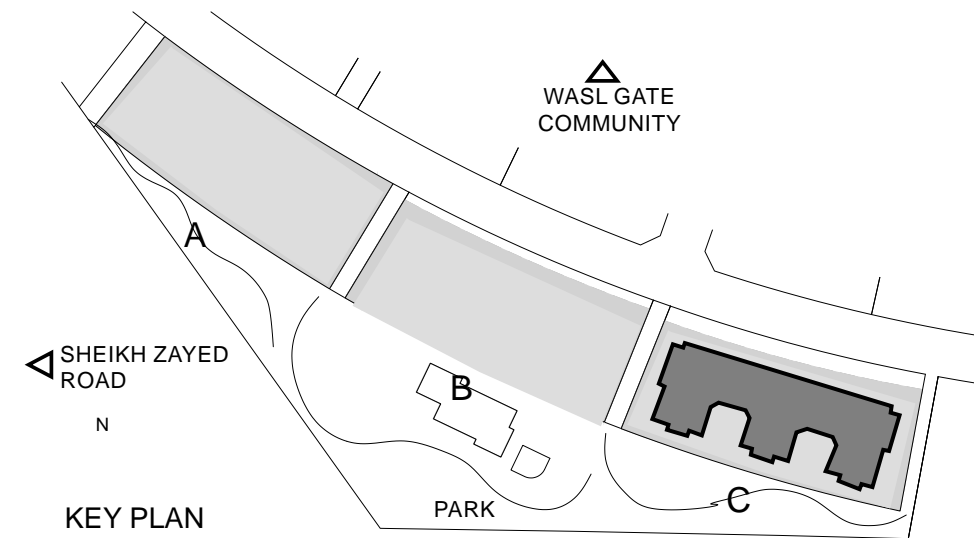 WASL GATE
COMMUNITY
A
SHEIKH ZAYED
ROAD
B
N
C
PARK
KEY PLAN